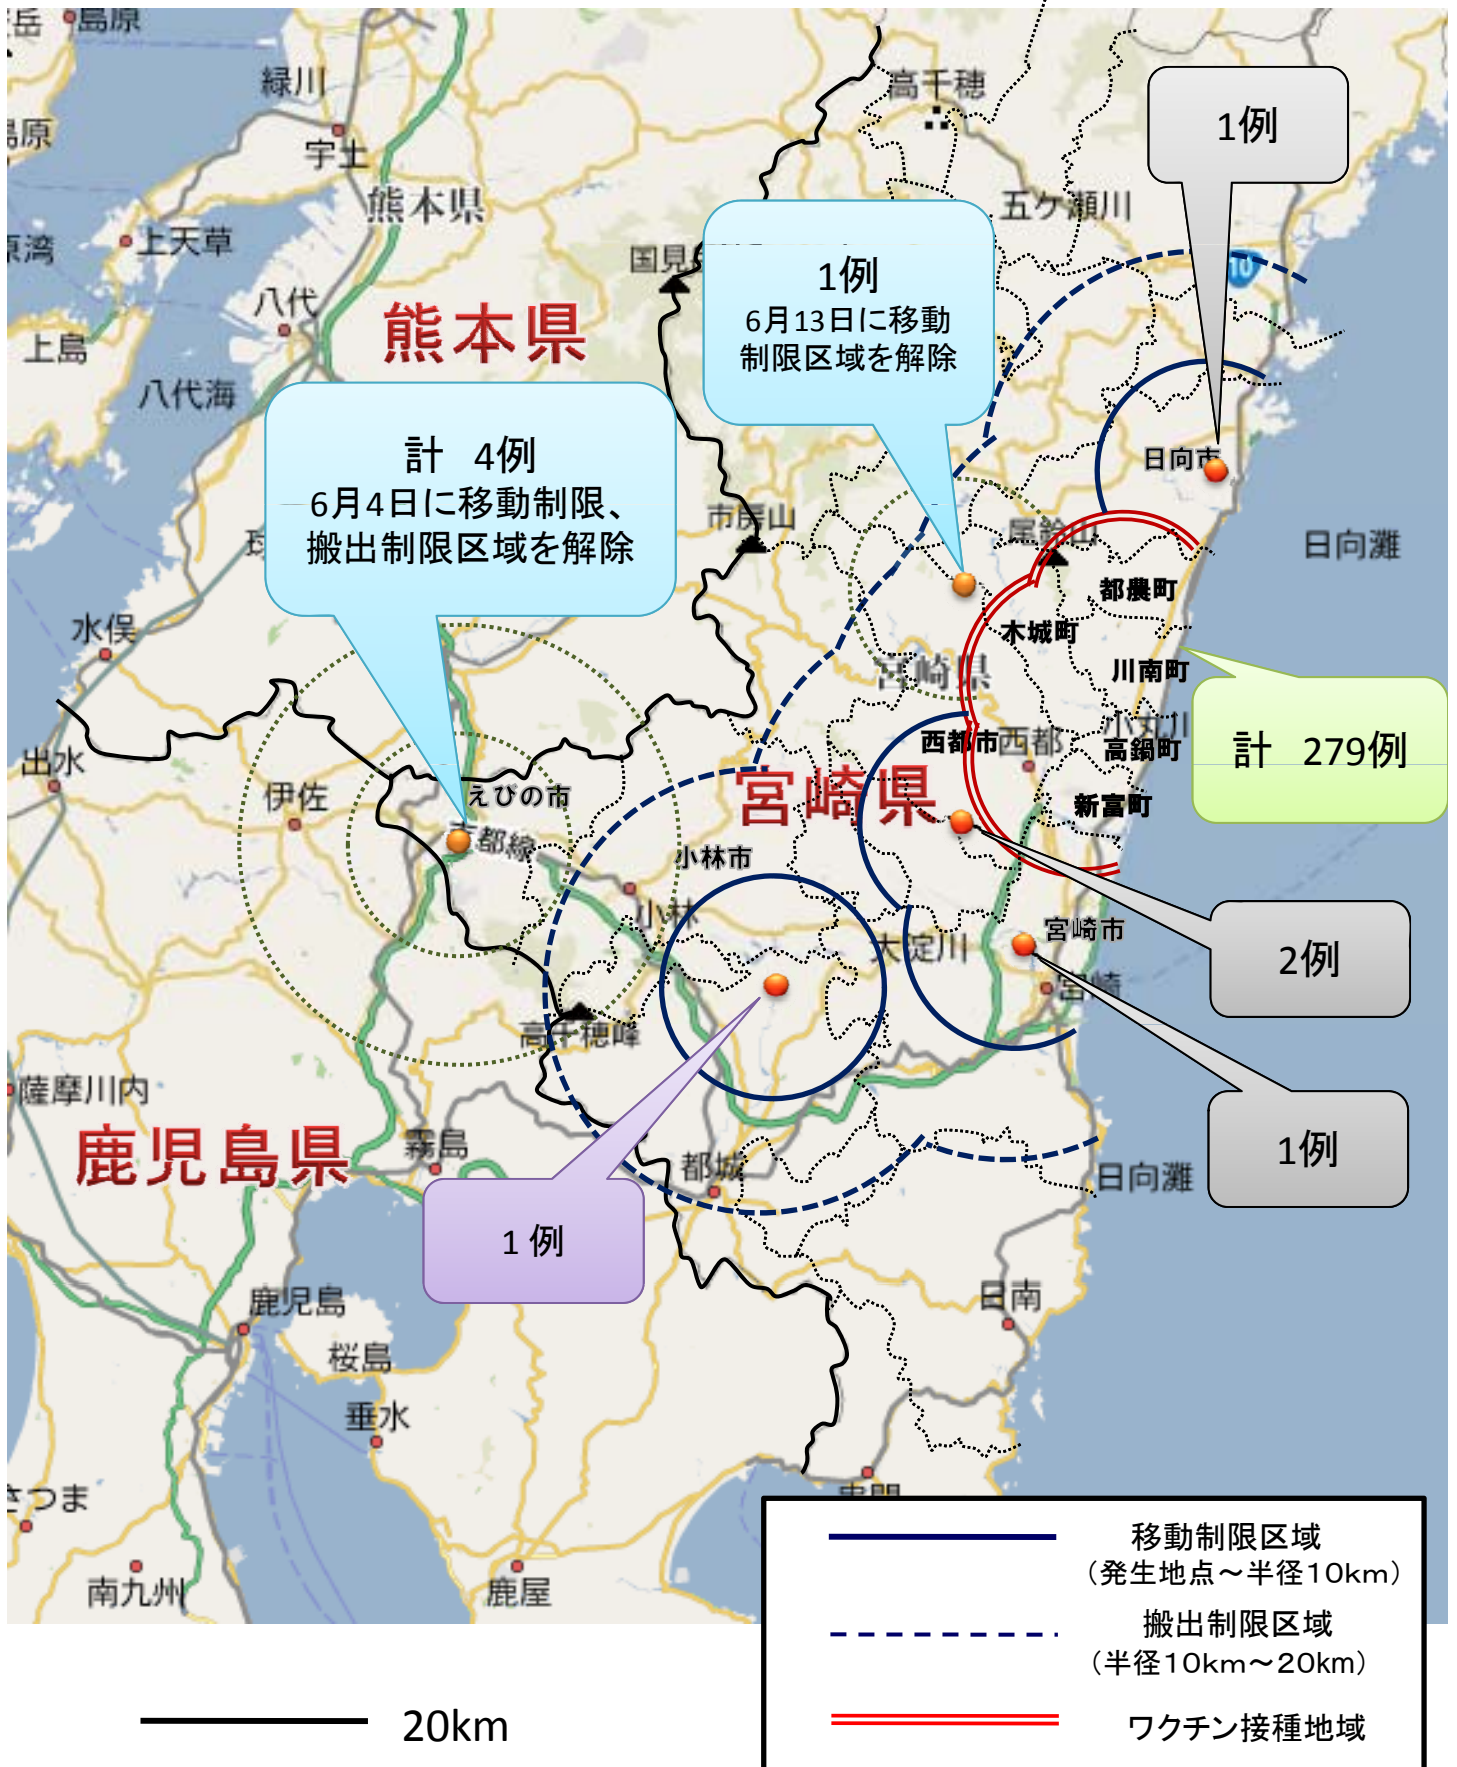 島原
緑川
宇土
熊本県
上天草
八代
上島
八代海
熊本県
高千穂
五ケ瀬川
10
1例
1例
6月13日に移動
制限区域を解除
計 4例
6月4日に移動制限、
搬出制限区域を解除
市房山
尾鈴山
日向市
日向灘
都農町
木城町
川南町
宮崎県
小丸川
高鍋町
計 279例
西都市
西都
新富町
宮崎県
水俣
出水
伊佐
えびの市
吉都線
小林市
小林
大淀川
宮崎市
宮崎
2例
高千穂峰
薩摩川内
鹿児島県
霧島
都城
1例
日向灘
1 例
鹿児島
桜島
垂水
日南
さつま
南九州
鹿屋
移動制限区域
(発生地点～半径10km)
搬出制限区域
(半径10km～20km)
ワクチン接種地域
20km